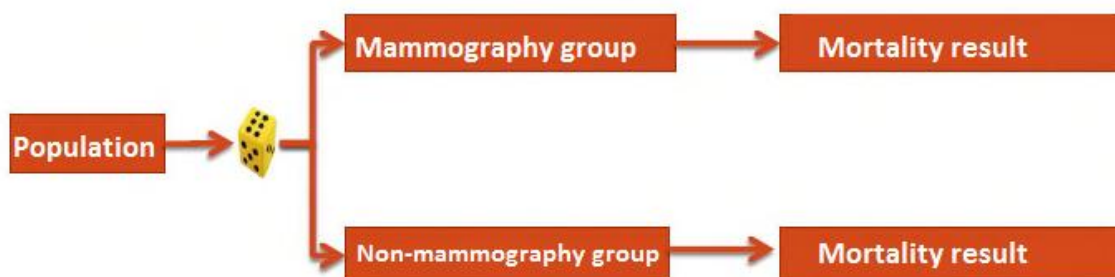 Mammography group
Mortality result
Population
Non-mammography group
Mortality result